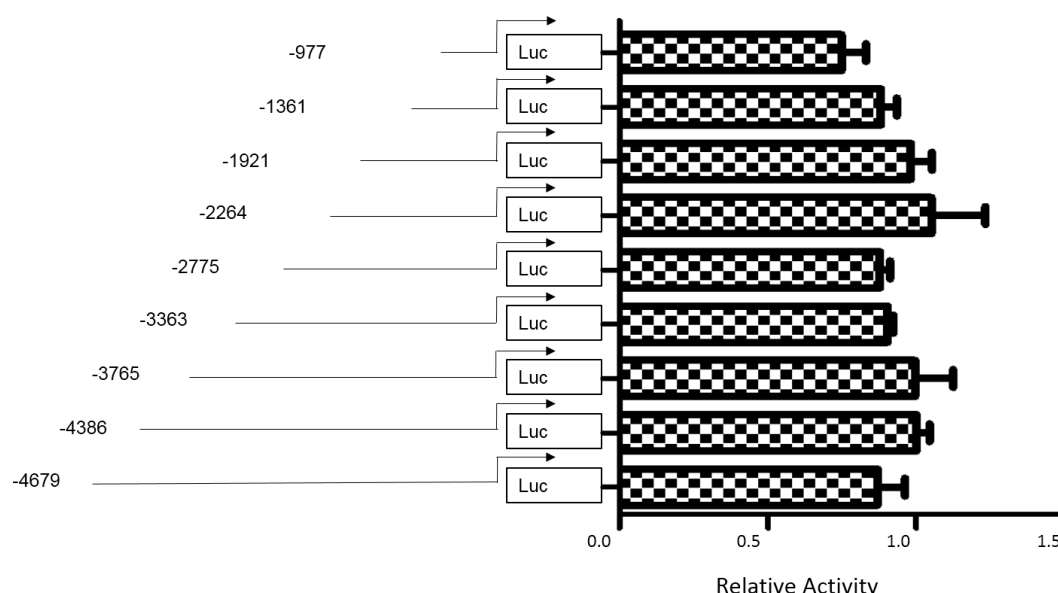 -977 Luc
-1361 Luc
-1921 Luc
-2264 Luc
-2775 Luc
-3363 Luc
-3765 Luc
-4386 Luc
-4679 Luc
0.0 0.5 1.0 1.5
Relative Activity